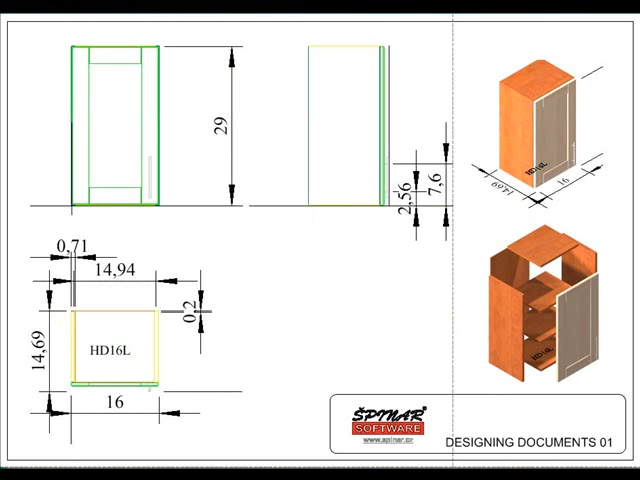 29
2,56
7,6
HD16L
14,69
16
0,71
14,94
0,2
14,69
HD16L
16
HD16L
ŠPINAR®
SOFTWARE
www.spinar.cz
DESIGNING DOCUMENTS 01